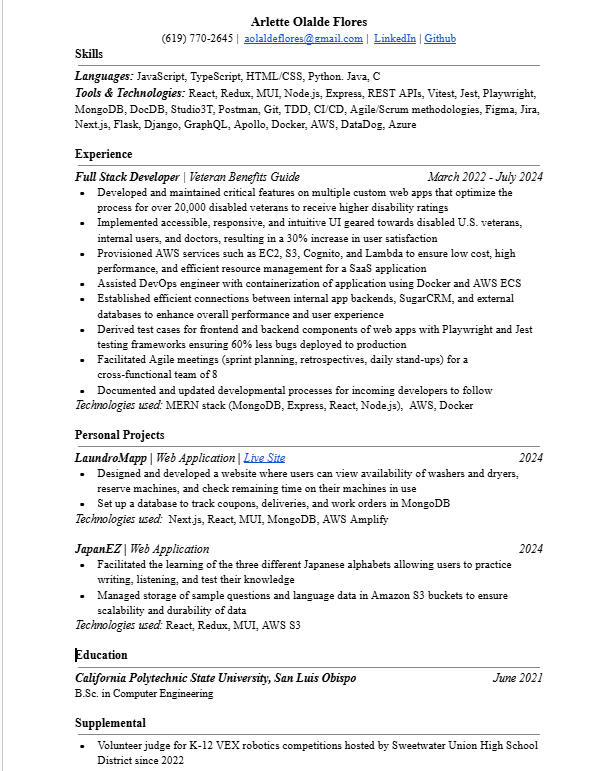 Arlette Olalde Flores
(619) 770-2645 | aolaldeflores@gmail.com | LinkedIn | Github
Skills
Languages: JavaScript, TypeScript, HTML/CSS, Python. Java, C
Tools & Technologies: React, Redux, MUI, Node.js, Express, REST APIs, Vitest, Jest, Playwright,
MongoDB, DocDB, Studio3T, Postman, Git, TDD, CI/CD, Agile/Scrum methodologies, Figma, Jira,
Next.js, Flask, Django, GraphQL, Apollo, Docker, AWS, DataDog, Azure
Experience
Full Stack Developer | Veteran Benefits Guide March 2022 - July 2024
• Developed and maintained critical features on multiple custom web apps that optimize the
process for over 20,000 disabled veterans to receive higher disability ratings
• Implemented accessible, responsive, and intuitive UI geared towards disabled U.S. veterans,
internal users, and doctors, resulting in a 30% increase in user satisfaction
• Provisioned AWS services such as EC2, S3, Cognito, and Lambda to ensure low cost, high
performance, and efficient resource management for a SaaS application
• Assisted DevOps engineer with containerization of application using Docker and AWS ECS
• Established efficient connections between internal app backends, SugarCRM, and external
databases to enhance overall performance and user experience
• Derived test cases for frontend and backend components of web apps with Playwright and Jest
testing frameworks ensuring 60% less bugs deployed to production
• Facilitated Agile meetings (sprint planning, retrospectives, daily stand-ups) for a
cross-functional team of 8
• Documented and updated developmental processes for incoming developers to follow
Technologies used: MERN stack (MongoDB, Express, React, Node.js), AWS, Docker
Personal Projects
LaundroMapp | Web Application | Live Site 2024
• Designed and developed a website where users can view availability of washers and dryers,
reserve machines, and check remaining time on their machines in use
• Set up a database to track coupons, deliveries, and work orders in MongoDB
Technologies used: Next.js, React, MUI, MongoDB, AWS Amplify
JapanEZ | Web Application 2024
• Facilitated the learning of the three different Japanese alphabets allowing users to practice
writing, listening, and test their knowledge
• Managed storage of sample questions and language data in Amazon S3 buckets to ensure
scalability and durability of data
Technologies used: React, Redux, MUI, AWS S3
Education
California Polytechnic State University, San Luis Obispo June 2021
B.Sc. in Computer Engineering
Supplemental
• Volunteer judge for K-12 VEX robotics competitions hosted by Sweetwater Union High School
District since 2022